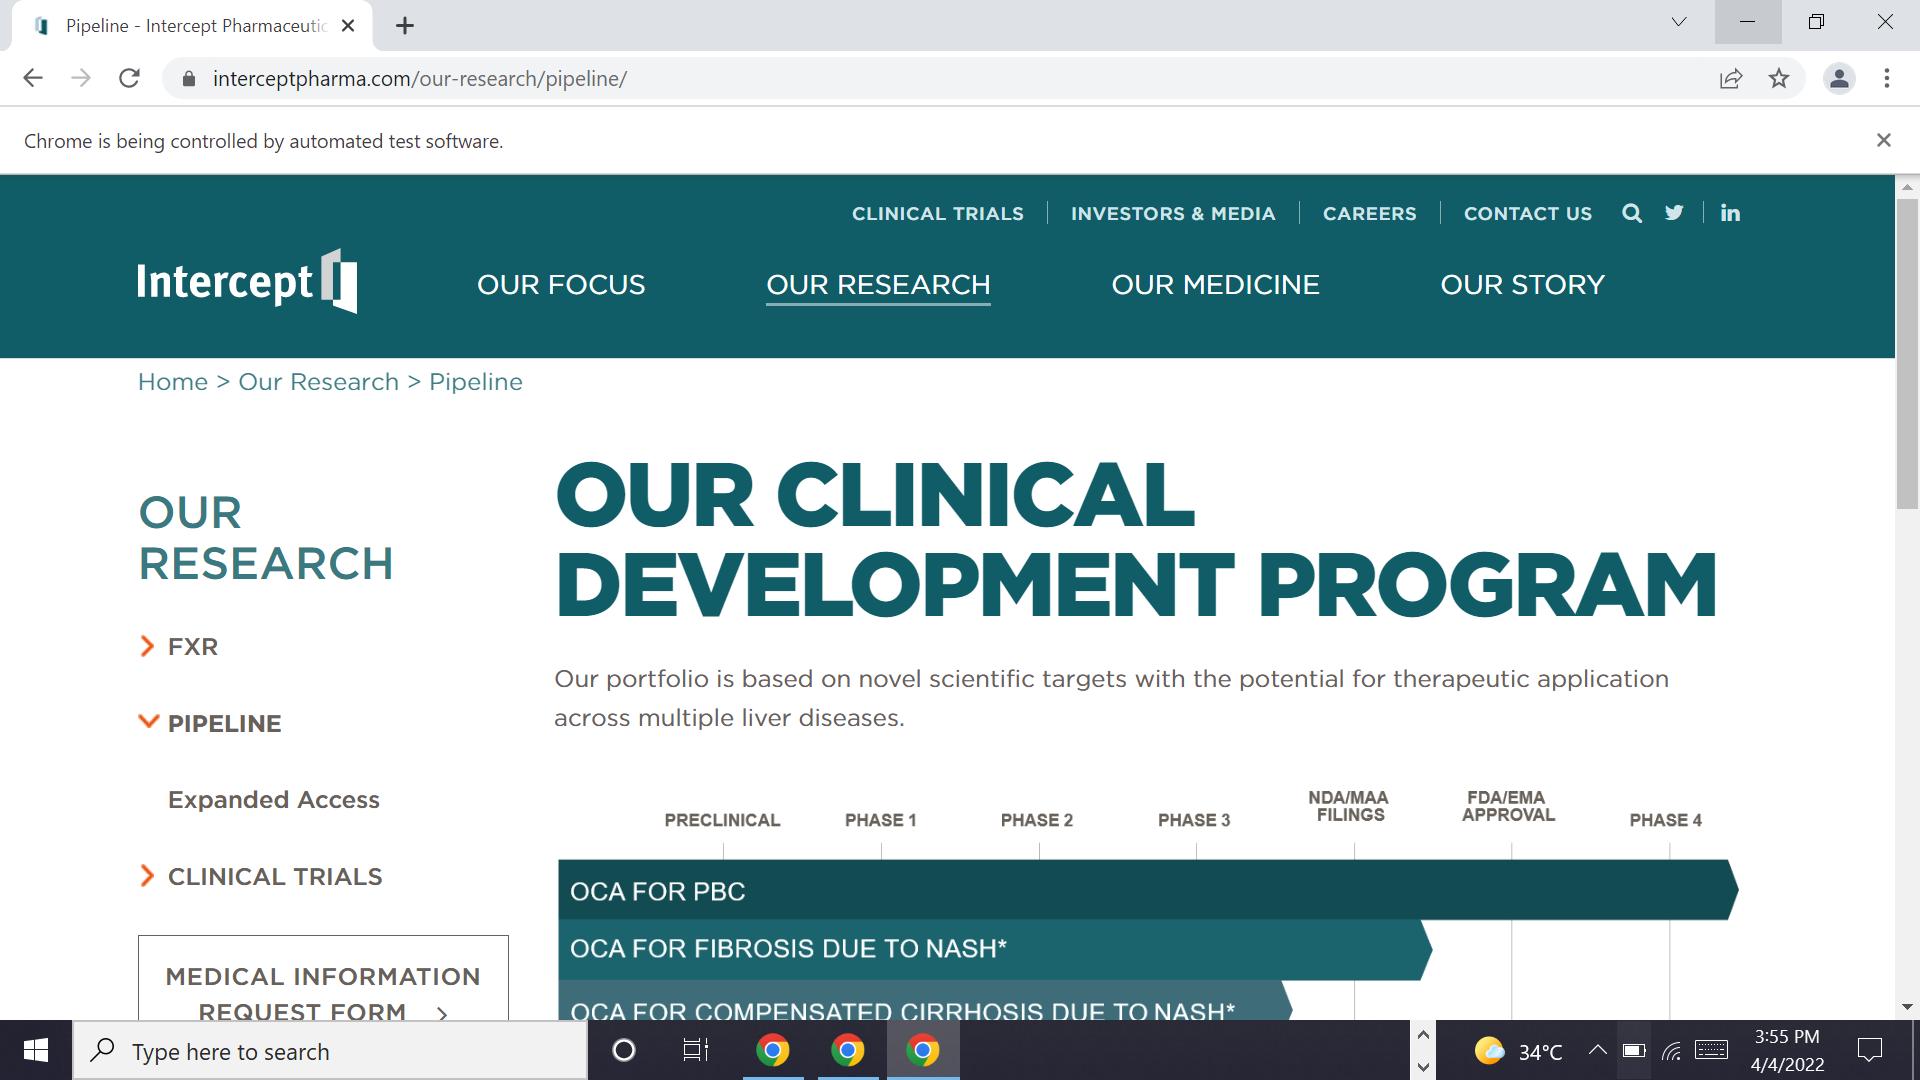 Pipeline - Intercept Pharmaceutic
interceptpharma.com/our-research/pipeline/
Chrome is being controlled by automated test software.
CLINICAL TRIALS
INVESTORS & MEDIA
CAREERS
CONTACT US
in
Intercept
OUR FOCUS
OUR RESEARCH
OUR MEDICINE
OUR STORY
Home > Our Research > Pipeline
OUR
RESEARCH
FXR
PIPELINE
Expanded Access
CLINICAL TRIALS
MEDICAL INFORMATION
REQUEST FORM >
OUR CLINICAL
DEVELOPMENT PROGRAM
Our portfolio is based on novel scientific targets with the potential for therapeutic application
across multiple liver diseases.
PRECLINICAL
PHASE 1
PHASE 2
PHASE 3
NDA/MAA
FILINGS
FDA/EMA
APPROVAL
PHASE 4
OCA FOR PBC
OCA FOR FIBROSIS DUE TO NASH*
OCA FOR COMPENSATED CIRRHOSIS DUE TO NASH*
Type here to search
34°C
3:55 PM
4/4/2022